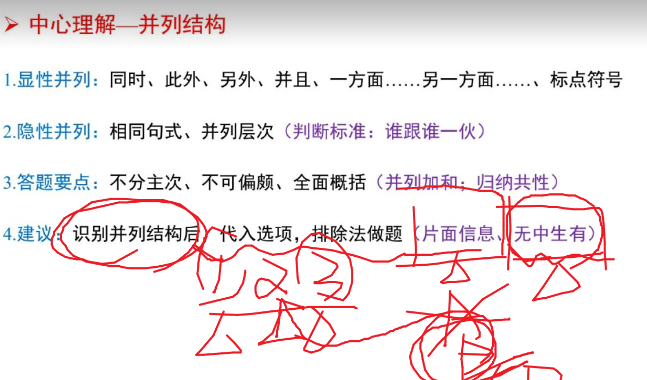 ➢ 中心理解—并列结构
1.显性并列：同时、此外、另外、并且、一方面……另一方面……、标点符号
2.隐性并列：相同句式、并列层次（判断标准：谁跟谁一伙）
3.答题要点：不分主次、不可偏颇、全面概括（并列加和；归纳共性）
4.建议：识别并列结构后，代入选项，排除法做题（片面信息、无中生有）
① ② ③